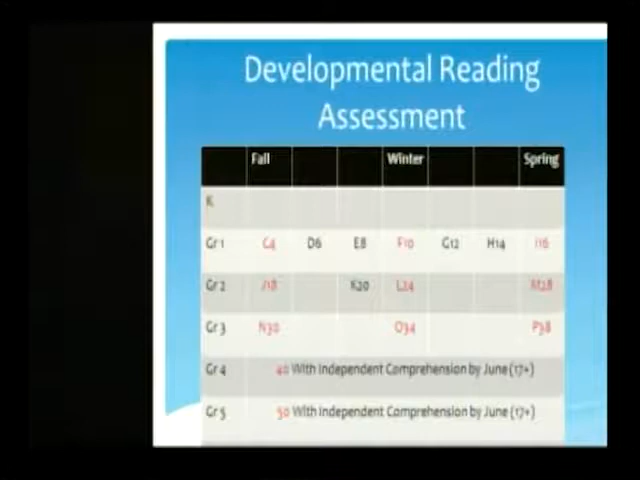 Developmental Reading
Assessment
Fall Winter Spring
K
Gr 1 C4 D6 E8 F10 G12 H14 I16
Gr 2 J18 K20 L24 M28
Gr 3 N30 O34 P38
Gr 4 40 With Independent Comprehension by June (17+)
Gr 5 50 With Independent Comprehension by June (17+)